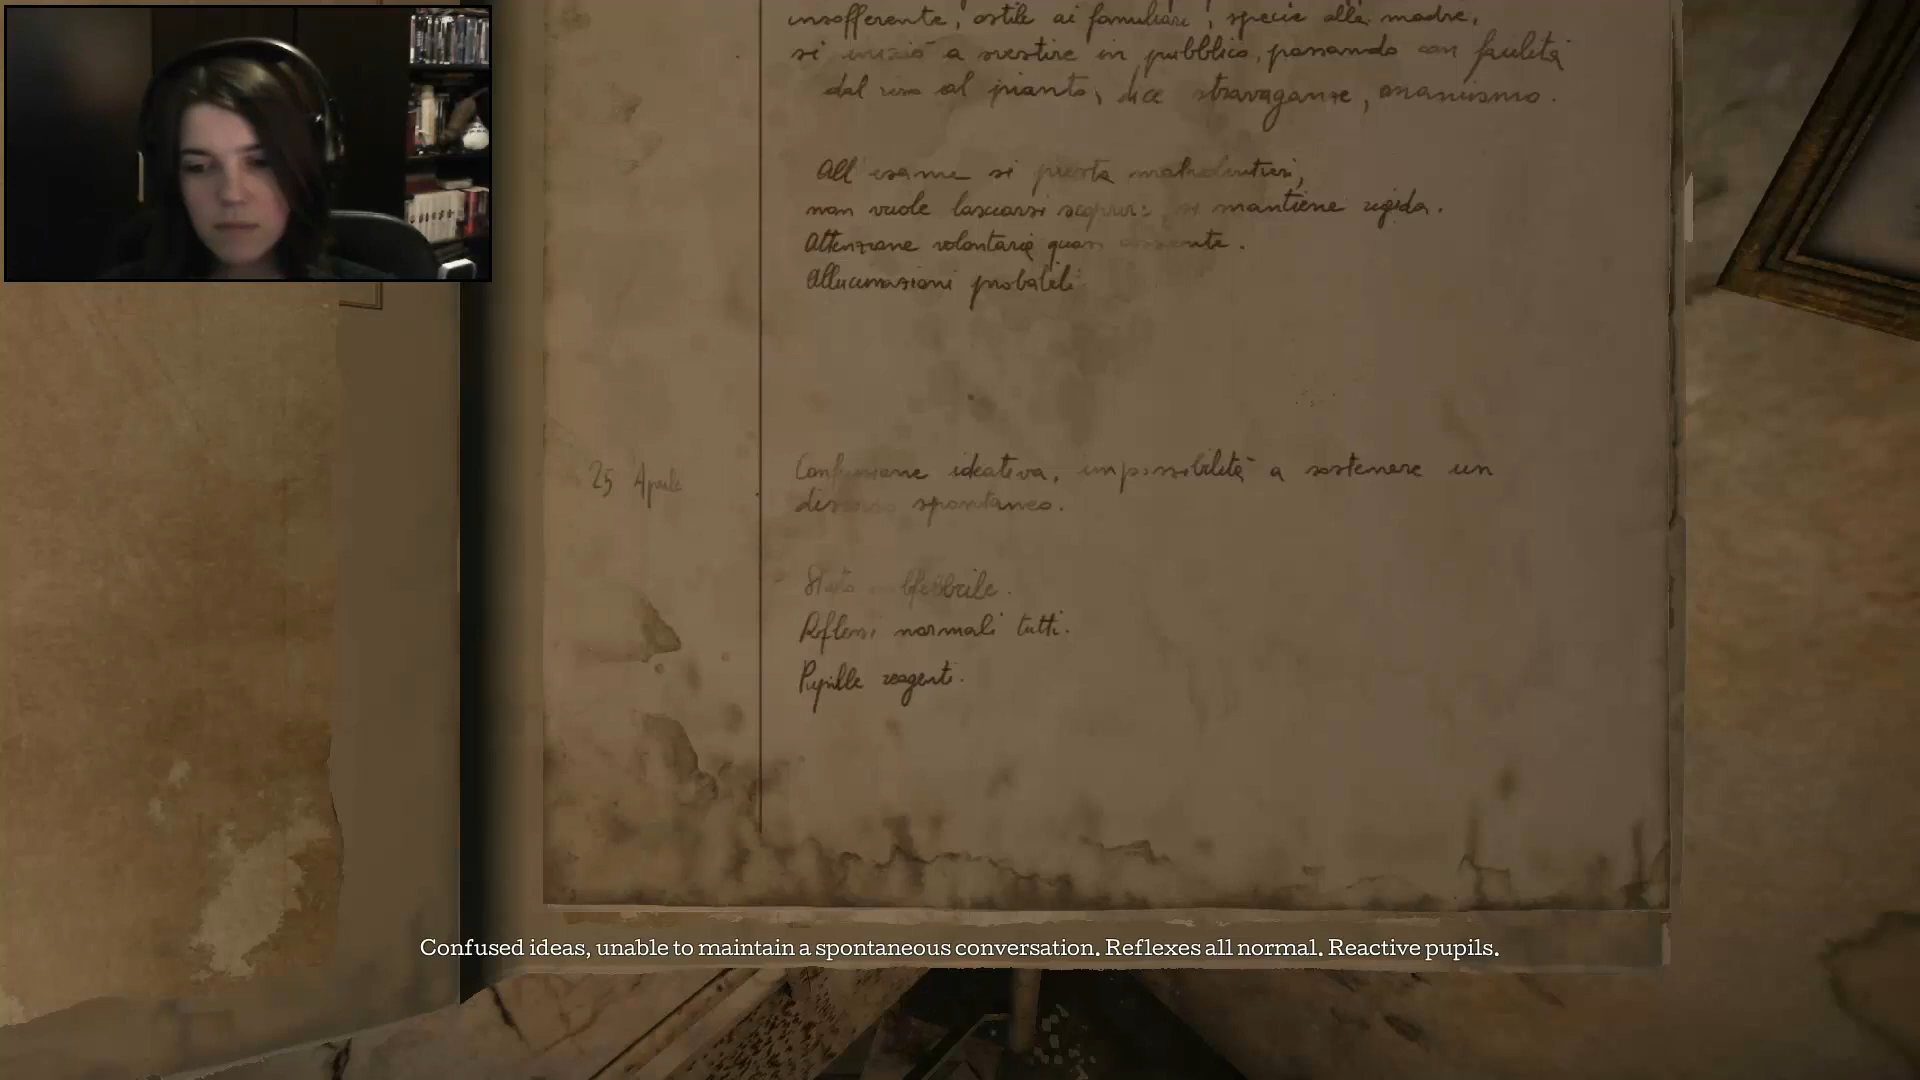 insofferente, ostile ai familiari, specie alla madre,
si iniziò a svestire in pubblico, passando con facilità
dal riso al pianto, dice stravaganze,
All'esame si presta malvolentieri,
non vuole lasciarsi scoprire, si mantiene rigida.
Attenzione volontaria quasi assente.
Allucinazioni probabili
25 Aprile
Confusione ideativa, impossibilità a sostenere un
discorso spontaneo.
Stato subfebbrile.
Riflessi normali tutti.
Pupille reagenti.
Confused ideas, unable to maintain a spontaneous conversation. Reflexes all normal. Reactive pupils.